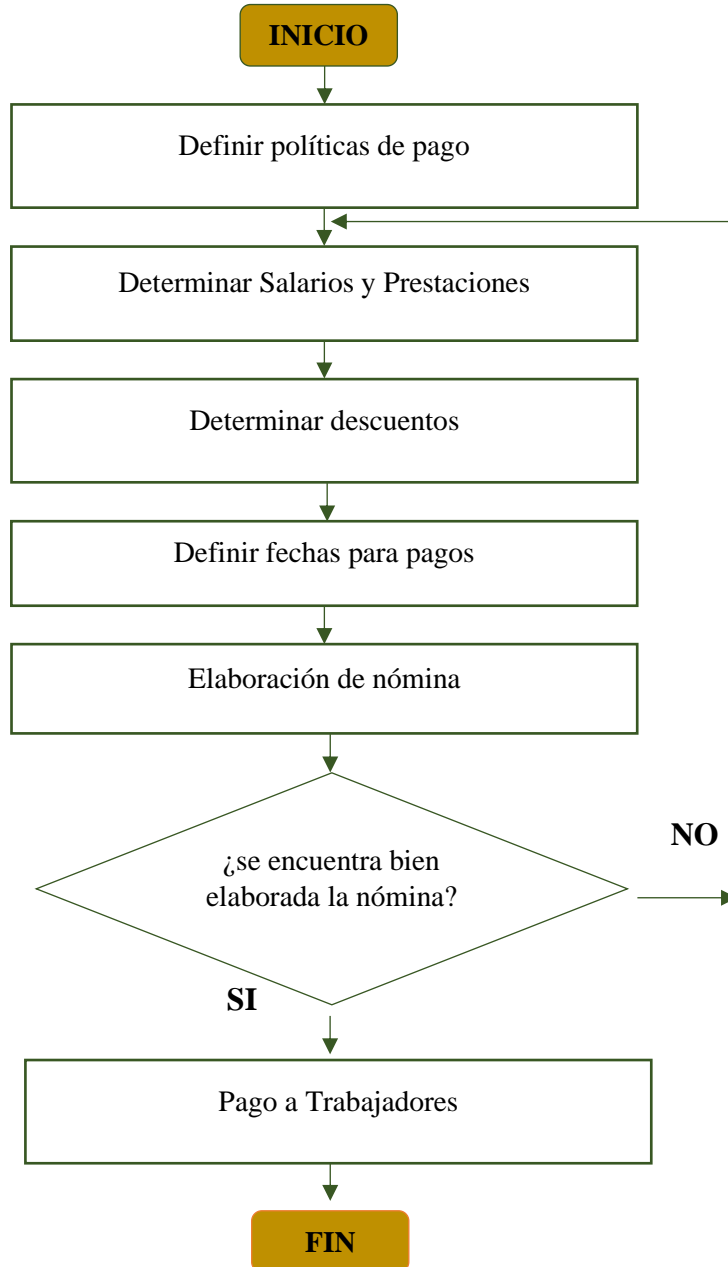 INICIO
Definir políticas de pago
Determinar Salarios y Prestaciones
Determinar descuentos
Definir fechas para pagos
Elaboración de nómina
¿se encuentra bien
elaborada la nómina?
NO
SI
Pago a Trabajadores
FIN